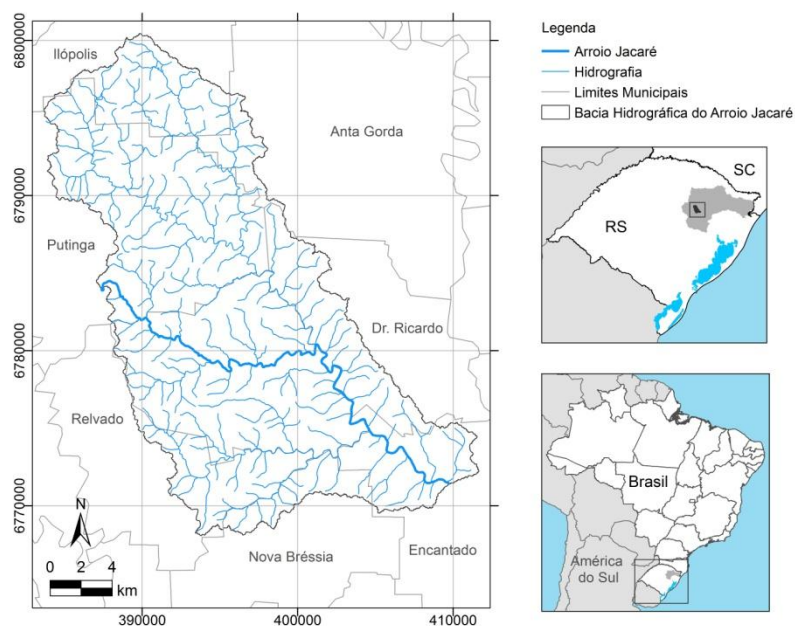 6800000
6790000
6780000
6770000
Ilópolis
Anta Gorda
Putinga
Dr. Ricardo
Relvado
Nova Bréssia
Encantado
N
0 2 4
km
390000 400000 410000
Legenda
Arroio Jacaré
Hidrografia
Limites Municipais
Bacia Hidrográfica do Arroio Jacaré
SC
RS
Brasil
América
do Sul